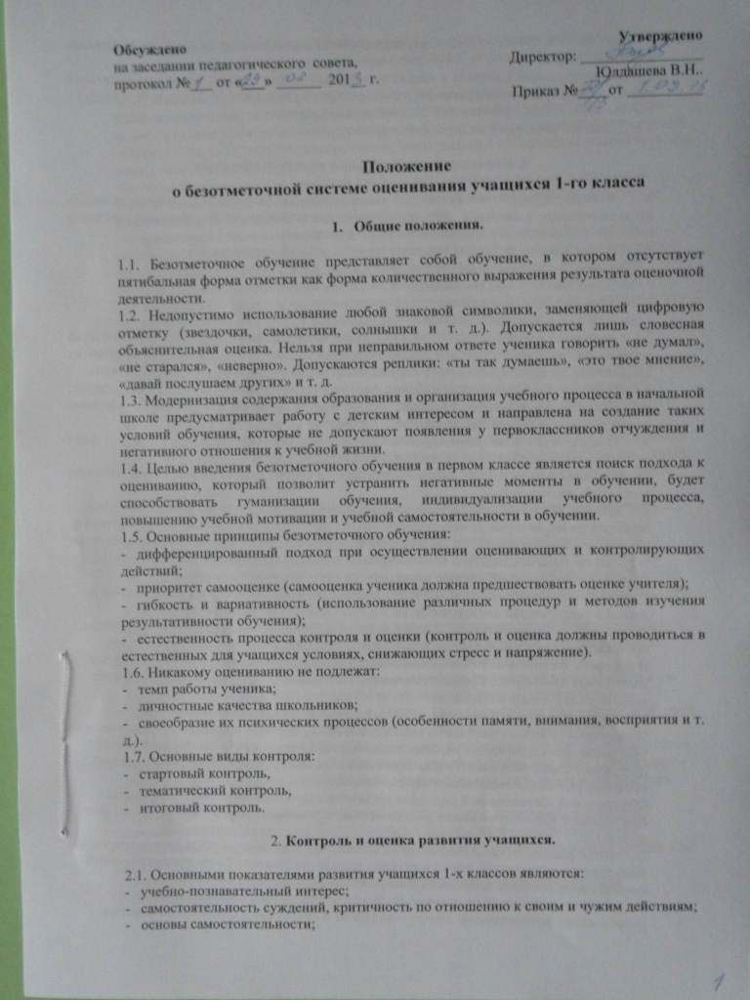 Обсуждено
на заседании педагогического совета,
протокол № 1 от «29» 08 2013 г.
Утверждено
Директор:
Юлдашева В.Н..
Приказ № от 1.09.13
Положение
о безотметочной системе оценивания учащихся 1-го класса
1. Общие положения.
1.1. Безотметочное обучение представляет собой обучение, в котором отсутствует
пятибальная форма отметки как форма количественного выражения результата оценочной
деятельности.
1.2. Недопустимо использование любой знаковой символики, заменяющей цифровую
отметку (звездочки, самолетики, солнышки и т. д.). Допускается лишь словесная
объяснительная оценка. Нельзя при неправильном ответе ученика говорить «не думал»,
«не старался», «неверно». Допускаются реплики: «ты так думаешь», «это твое мнение»,
«давай послушаем других» и т. д.
1.3. Модернизация содержания образования и организация учебного процесса в начальной
школе предусматривает работу с детским интересом и направлена на создание таких
условий обучения, которые не допускают появления у первоклассников отчуждения и
негативного отношения к учебной жизни.
1.4. Целью введения безотметочного обучения в первом классе является поиск подхода к
оцениванию, который позволит устранить негативные моменты в обучении, будет
способствовать гуманизации обучения, индивидуализации учебного процесса,
повышению учебной мотивации и учебной самостоятельности в обучении.
1.5. Основные принципы безотметочного обучения:
- дифференцированный подход при осуществлении оценивающих и контролирующих
действий;
- приоритет самооценке (самооценка ученика должна предшествовать оценке учителя);
- гибкость и вариативность (использование различных процедур и методов изучения
результативности обучения);
- естественность процесса контроля и оценки (контроль и оценка должны проводиться в
естественных для учащихся условиях, снижающих стресс и напряжение).
1.6. Никакому оцениванию не подлежат:
- темп работы ученика;
- личностные качества школьников;
- своеобразие их психических процессов (особенности памяти, внимания, восприятия и т.
д.).
1.7. Основные виды контроля:
- стартовый контроль,
- тематический контроль,
- итоговый контроль.
2. Контроль и оценка развития учащихся.
2.1. Основными показателями развития учащихся 1-х классов являются:
- учебно-познавательный интерес;
- самостоятельность суждений, критичность по отношению к своим и чужим действиям;
- основы самостоятельности;
1